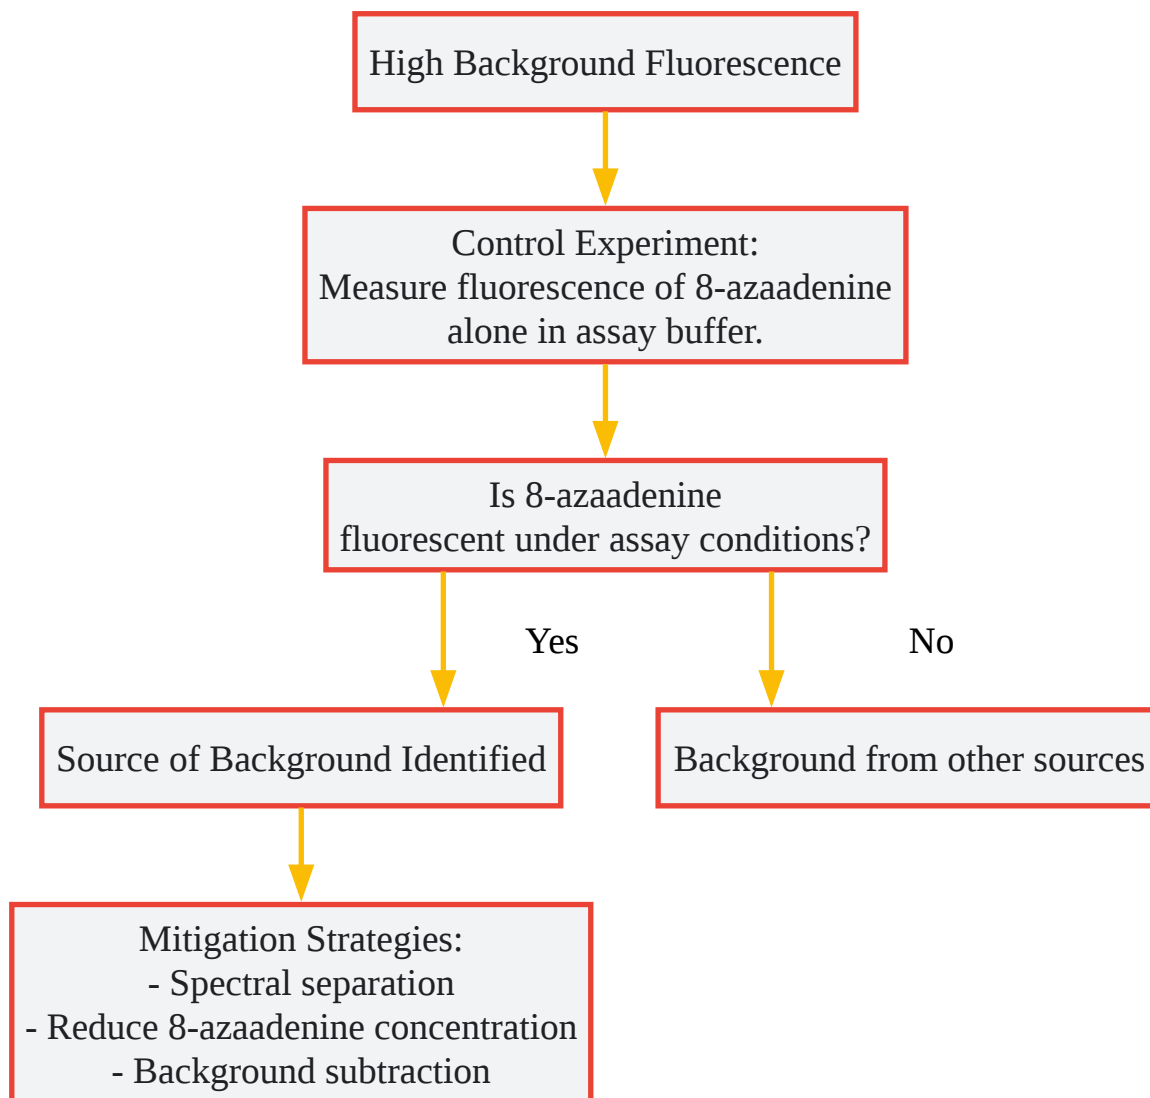 High Background Fluorescence
Control Experiment:
Measure fluorescence of 8-azaadenine
alone in assay buffer.
Is 8-azaadenine
fluorescent under assay conditions?
Yes
No
Source of Background Identified
Background from other sources
Mitigation Strategies:
- Spectral separation
- Reduce 8-azaadenine concentration
- Background subtraction